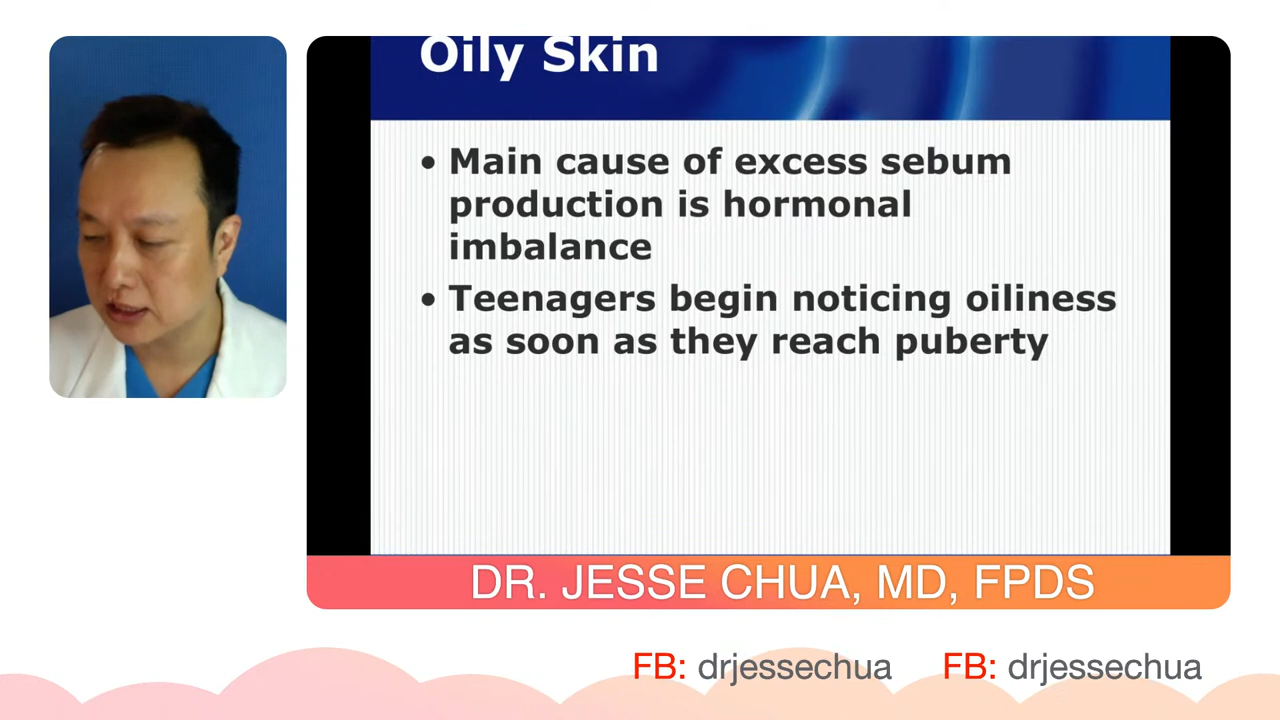 Oily Skin
• Main cause of excess sebum
production is hormonal
imbalance
• Teenagers begin noticing oiliness
as soon as they reach puberty
DR. JESSE CHUA, MD, FPDS
FB: drjessechua FB: drjessechua